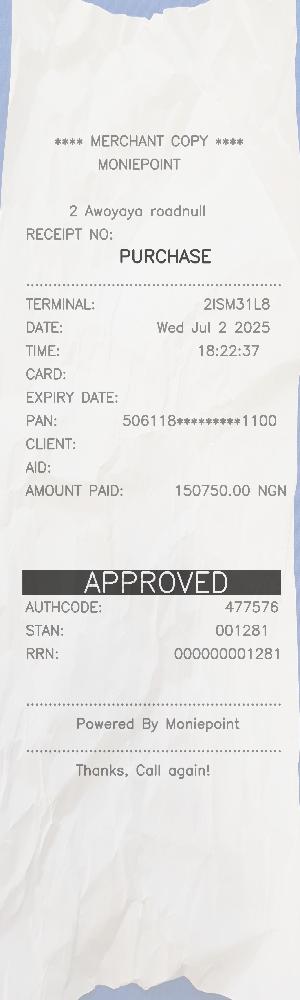 **** MERCHANT COPY ****
MONIEPOINT
2 Awoyaya roadnull
RECEIPT NO:
PURCHASE
TERMINAL: 2ISM31L8
DATE: Wed Jul 2 2025
TIME: 18:22:37
CARD:
EXPIRY DATE:
PAN: 506118*********1100
CLIENT:
AID:
AMOUNT PAID: 150750.00 NGN
APPROVED
AUTHCODE: 477576
STAN: 001281
RRN: 000000001281
Powered By Moniepoint
Thanks, Call again!